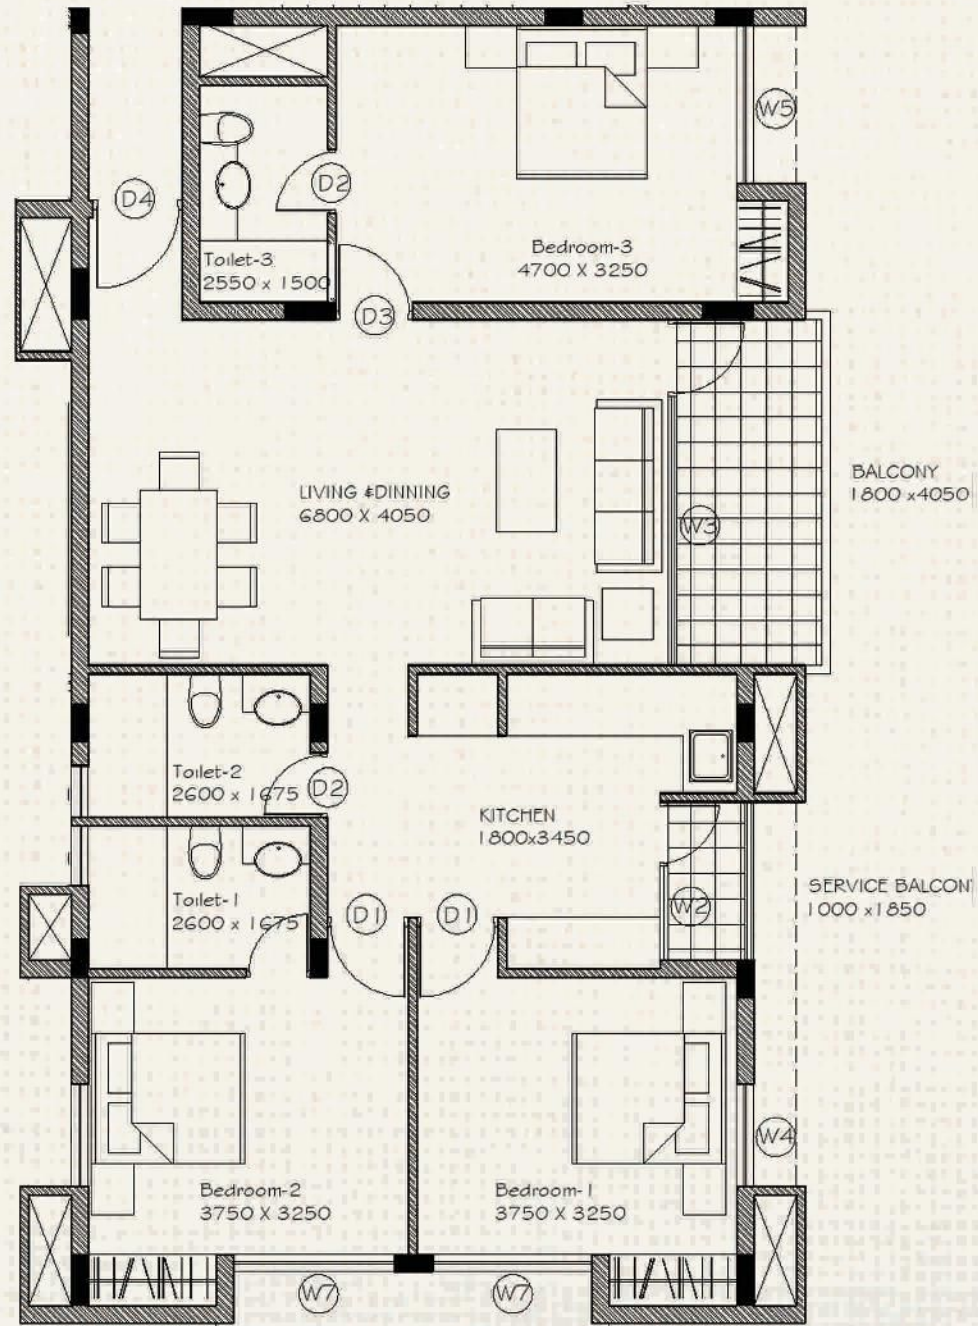 W5
D4
D2
Bedroom-3
4700 X 3250
Toilet-3
2550 x 1500
D3
BALCONY
1800 x4050
LIVING &DINNING
6800 X 4050
W3
Toilet-2
2600 x 1675
D2
KITCHEN
1800x3450
SERVICE BALCON
1000 x1850
Toilet-1
2600 x 1675
D1
D1
W2
W4
Bedroom-2
3750 X 3250
Bedroom-1
3750 X 3250
W7
W7